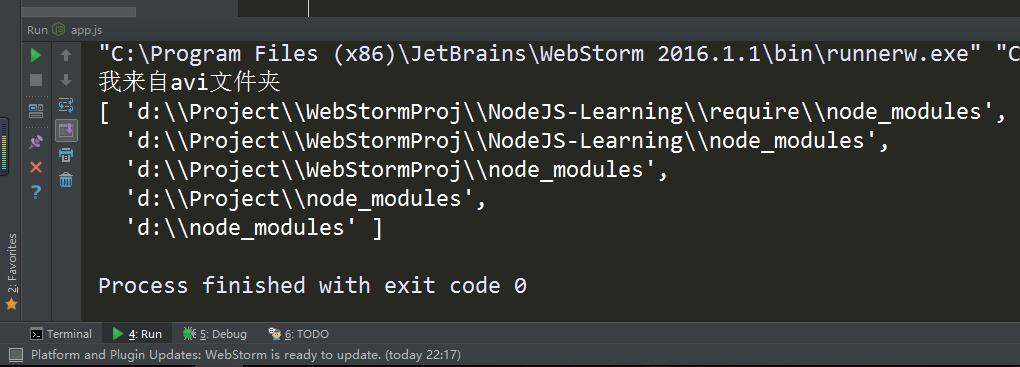 Run app.js
"C:\Program Files (x86)\JetBrains\WebStorm 2016.1.1\bin\runnerw.exe" "C
我来自avi文件夹
[ 'd:\\Project\\WebStormProj\\NodeJS-Learning\\require\\node_modules',
'd:\\Project\\WebStormProj\\NodeJS-Learning\\node_modules',
'd:\\Project\\WebStormProj\\node_modules',
'd:\\Project\\node_modules',
'd:\\node_modules' ]
Process finished with exit code 0
2: Favorites
Terminal 4: Run 5: Debug 6: TODO
Platform and Plugin Updates: WebStorm is ready to update. (today 22:17)